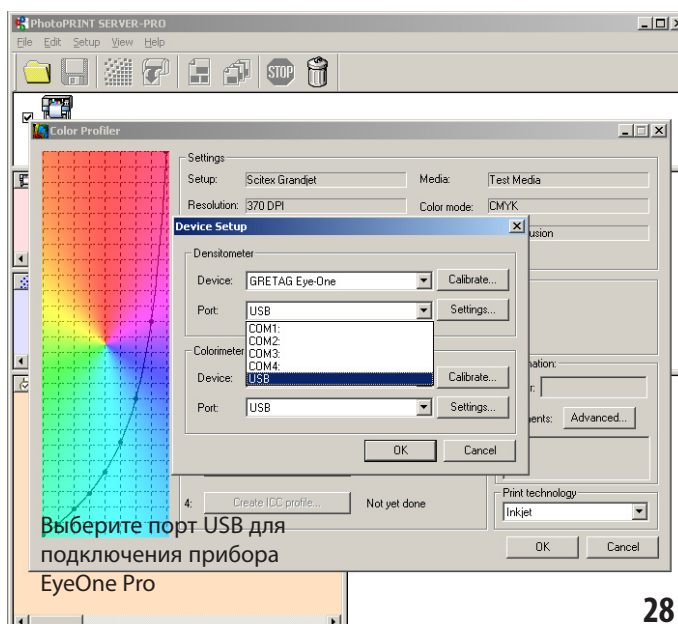 PhotoPRINT SERVER-PRO
File Edit Setup View Help
STOP
Color Profiler
Settings
Setup: Scitex Grandjet Media: Test Media
Resolution: 370 DPI Color mode: CMYK
Device Setup
Densitometer
Device: GRETAG Eye-One Calibrate...
Port: USB Settings...
COM1:
COM2:
COM3:
COM4:
USB
Colorimeter
Device: Calibrate...
Port: USB Settings...
OK Cancel
Advanced...
4: Create ICC profile... Not yet done
Print technology
Inkjet
OK Cancel
Выберите порт USB для
подключения прибора
EyeOne Pro
28